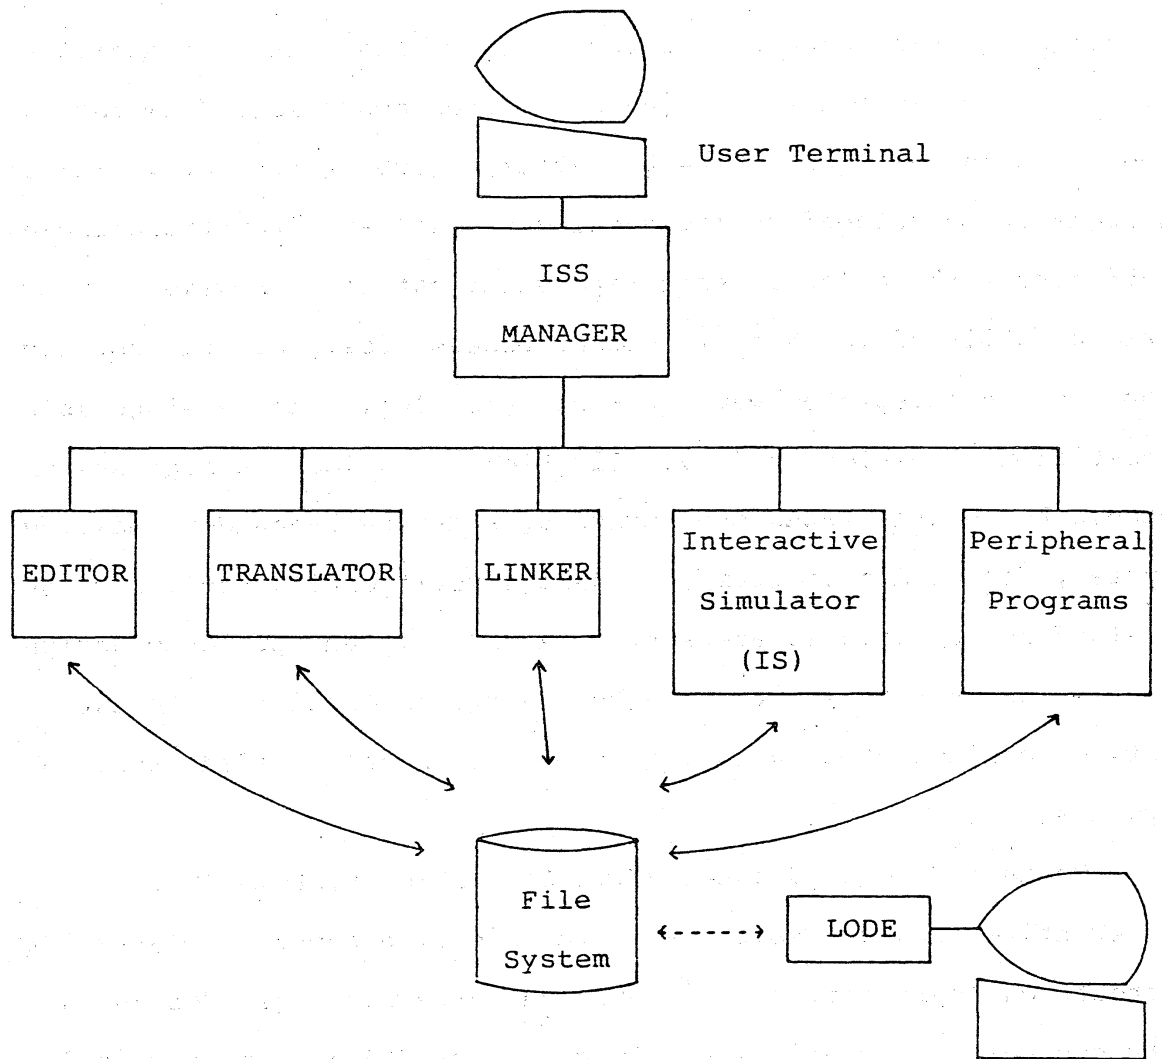 User Terminal
ISS
MANAGER
EDITOR
TRANSLATOR
LINKER
Interactive
Simulator
(IS)
Peripheral
Programs
File
System
LODE